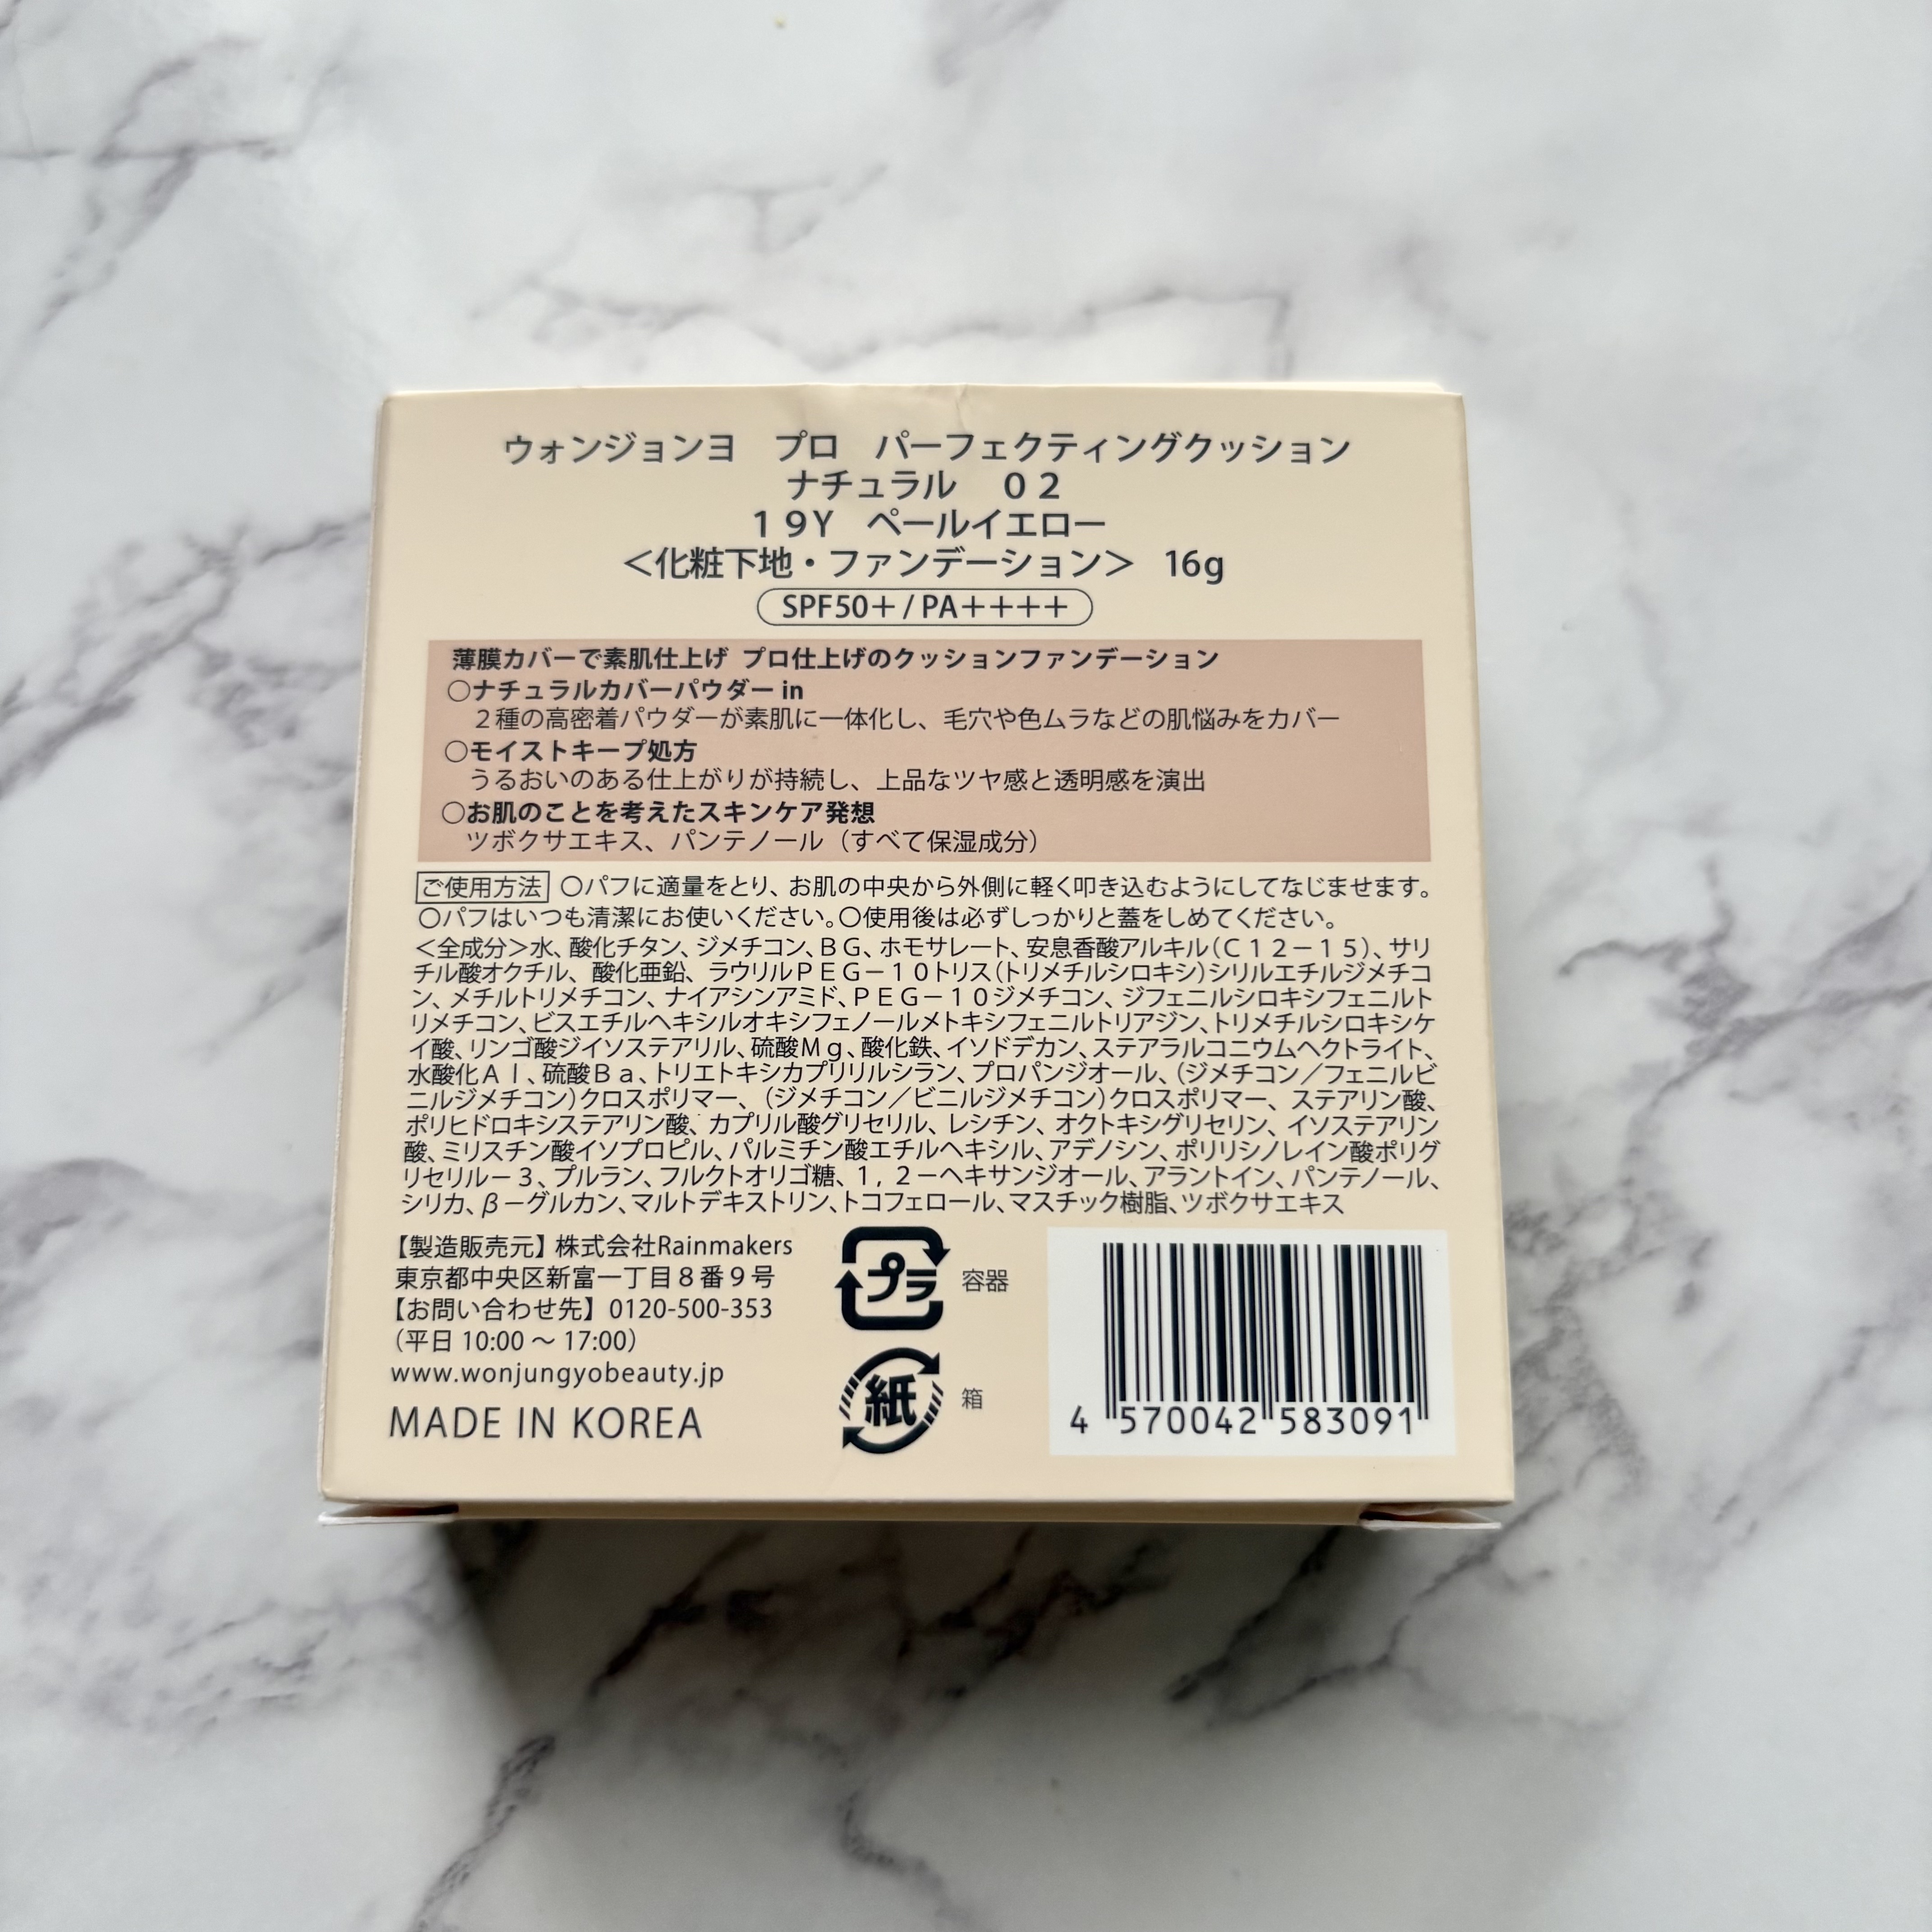 ウォンジョンヨ　プロ　パーフェクティングクッション
ナチュラル　０２
１９Y　ペールイエロー
＜化粧下地・ファンデーション＞ 16g
SPF50＋/PA＋＋＋＋
薄膜カバーで素肌仕上げ プロ仕上げのクッションファンデーション
○ナチュラルカバーパウダー in
２種の高密着パウダーが素肌に一体化し、毛穴や色ムラなどの肌悩みをカバー
○モイストキープ処方
うるおいのある仕上がりが持続し、上品なツヤ感と透明感を演出
○お肌のことを考えたスキンケア発想
ツボクサエキス、パンテノール（すべて保湿成分）
ご使用方法 ○パフに適量をとり、お肌の中央から外側に軽く叩き込むようにしてなじませます。
○パフはいつも清潔にお使いください。○使用後は必ずしっかりと蓋をしめてください。
＜全成分＞水、酸化チタン、ジメチコン、ＢＧ、ホモサレート、安息香酸アルキル（Ｃ１２－１５）、サリ
チル酸オクチル、酸化亜鉛、ラウリルＰＥＧ－１０トリス（トリメチルシロキシ）シリルエチルジメチコ
ン、メチルトリメチコン、ナイアシンアミド、ＰＥＧ－１０ジメチコン、ジフェニルシロキシフェニルト
リメチコン、ビスエチルヘキシルオキシフェノールメトキシフェニルトリアジン、トリメチルシロキシケ
イ酸、リンゴ酸ジイソステアリル、硫酸Ｍｇ、酸化鉄、イソドデカン、ステアラルコニウムヘクトライト、
水酸化Ａｌ、硫酸Ｂａ、トリエトキシカプリリルシラン、プロパンジオール、（ジメチコン／フェニルビ
ニルジメチコン）クロスポリマー、（ジメチコン／ビニルジメチコン）クロスポリマー、ステアリン酸、
ポリヒドロキシステアリン酸、カプリル酸グリセリル、レシチン、オクトキシグリセリン、イソステアリン
酸、ミリスチン酸イソプロピル、パルミチン酸エチルヘキシル、アデノシン、ポリリシノレイン酸ポリグ
リセリル－３、プルラン、フルクトオリゴ糖、１，２－ヘキサンジオール、アラントイン、パンテノール、
シリカ、β－グルカン、マルトデキストリン、トコフェロール、マスチック樹脂、ツボクサエキス
【製造販売元】株式会社Rainmakers
東京都中央区新富一丁目８番９号
【お問い合わせ先】0120-500-353
（平日 10:00 ～ 17:00）
www.wonjungyobeauty.jp
MADE IN KOREA
プラ 容器
紙 箱
4 570042 583091